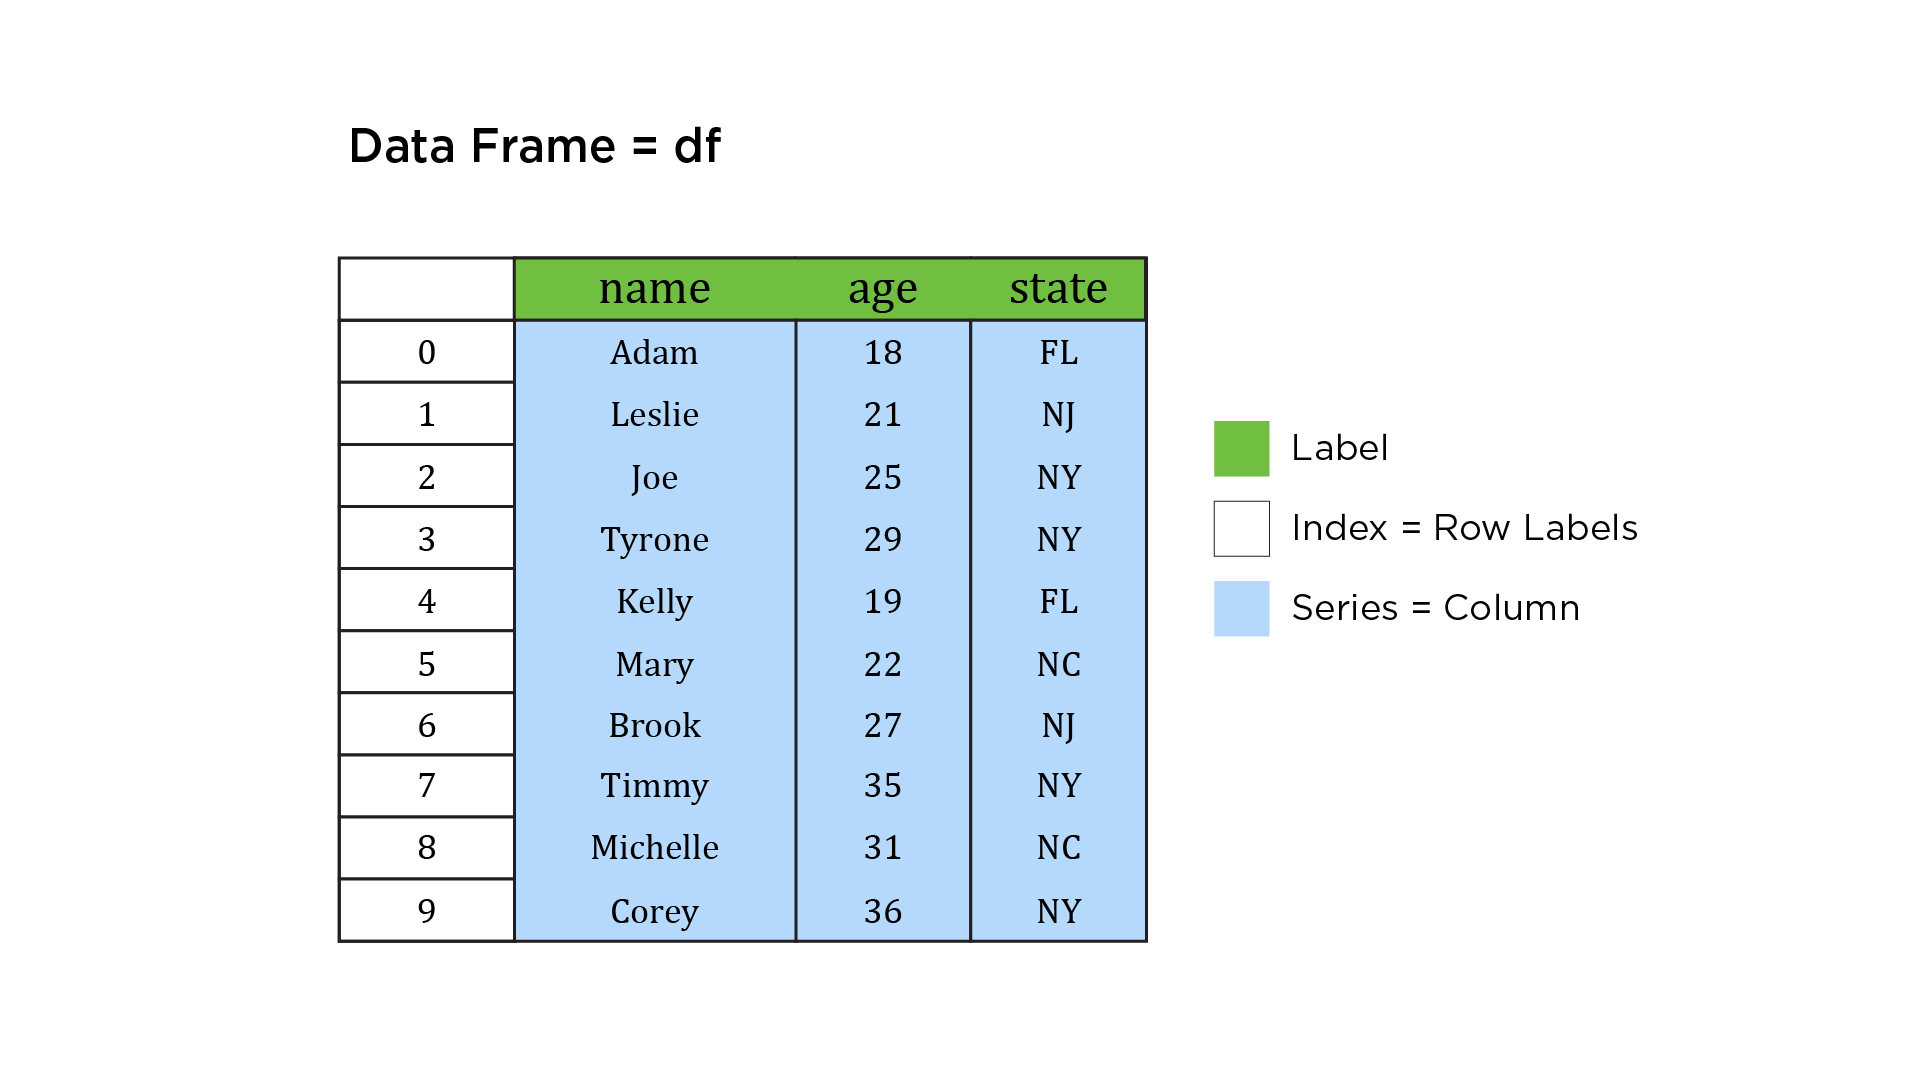 Data Frame = df
name age state
0 Adam 18 FL
1 Leslie 21 NJ
2 Joe 25 NY
3 Tyrone 29 NY
4 Kelly 19 FL
5 Mary 22 NC
6 Brook 27 NJ
7 Timmy 35 NY
8 Michelle 31 NC
9 Corey 36 NY
Label
Index = Row Labels
Series = Column